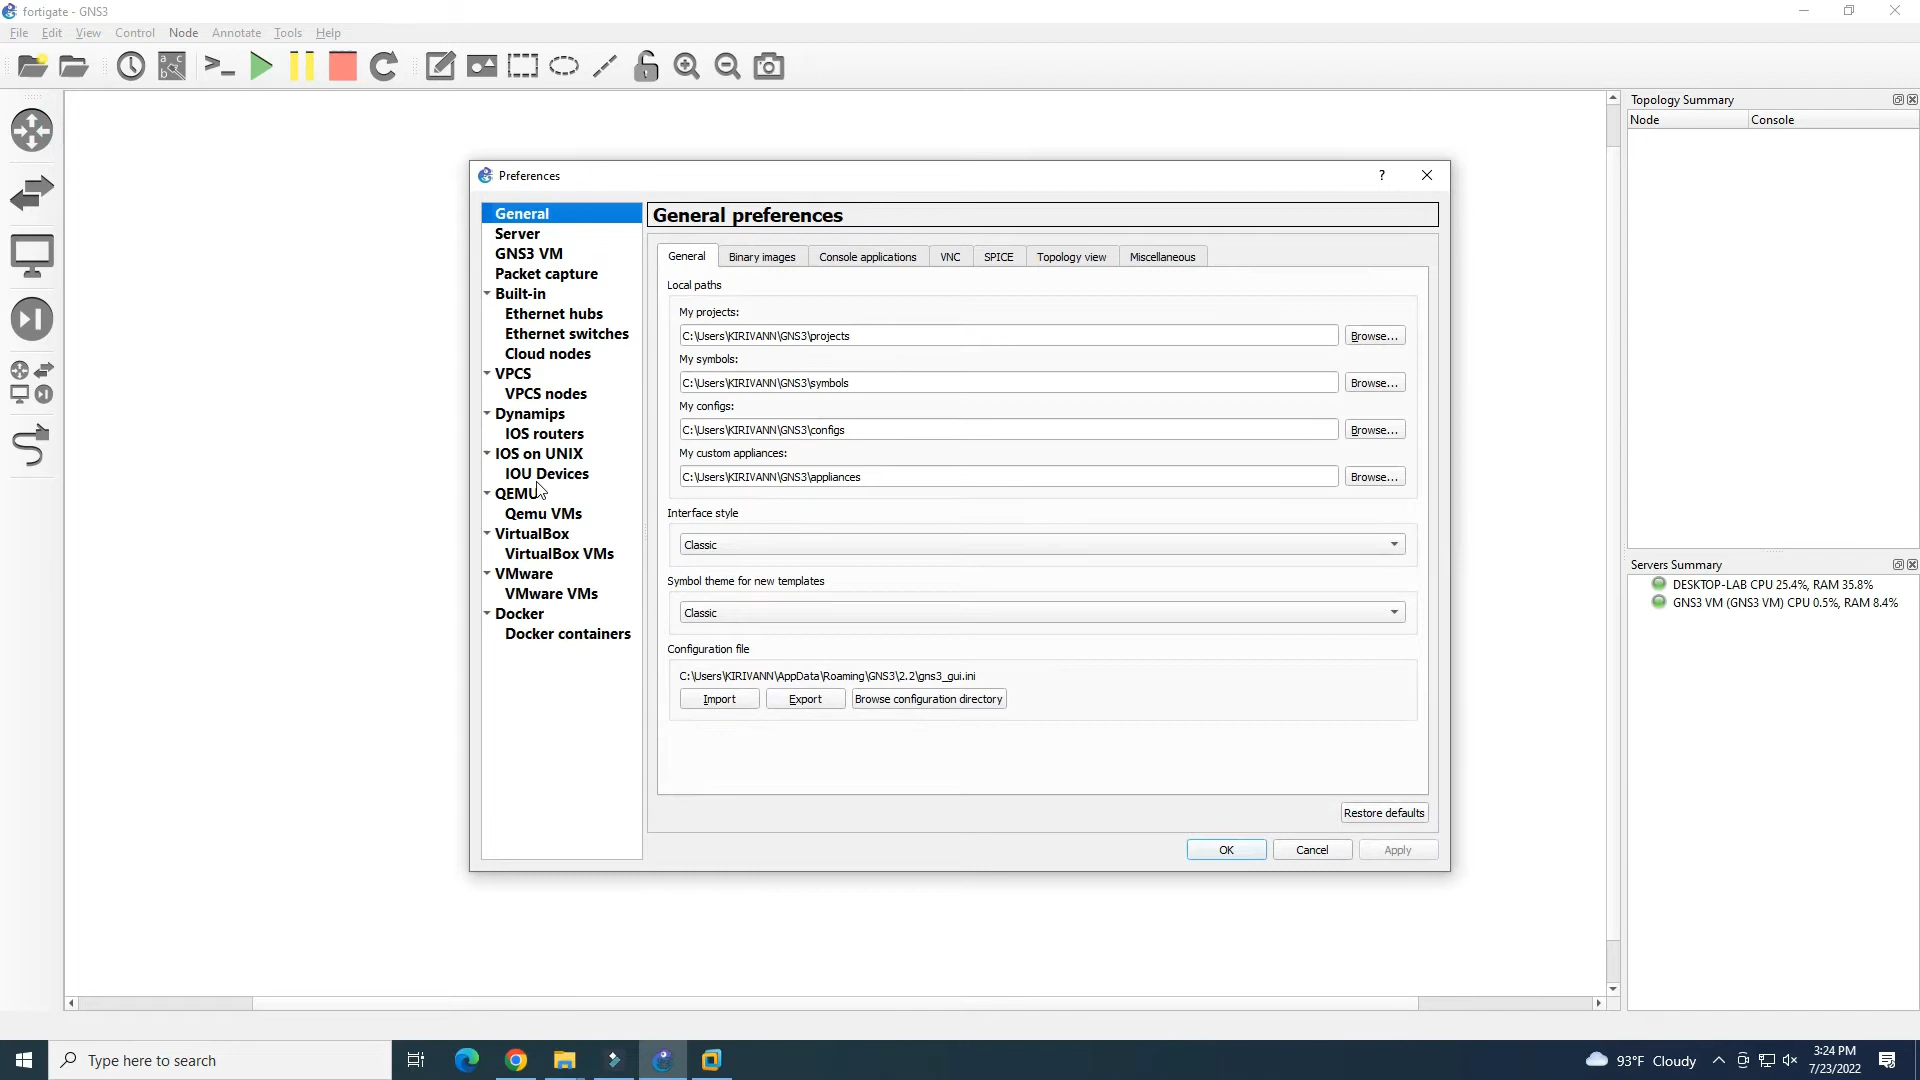 fortigate - GNS3
File Edit View Control Node Annotate Tools Help
Topology Summary
Node Console
Preferences
General
Server
GNS3 VM
Packet capture
Built-in
Ethernet hubs
Ethernet switches
Cloud nodes
VPCS
VPCS nodes
Dynamips
IOS routers
IOS on UNIX
IOU Devices
QEMU
Qemu VMs
VirtualBox
VirtualBox VMs
VMware
VMware VMs
Docker
Docker containers
General preferences
General Binary images Console applications VNC SPICE Topology view Miscellaneous
Local paths
My projects:
C:\Users\KIRIVANN\GNS3\projects Browse...
My symbols:
C:\Users\KIRIVANN\GNS3\symbols Browse...
My configs:
C:\Users\KIRIVANN\GNS3\configs Browse...
My custom appliances:
C:\Users\KIRIVANN\GNS3\appliances Browse...
Interface style
Classic
Symbol theme for new templates
Classic
Configuration file
C:\Users\KIRIVANN\AppData\Roaming\GNS3\2.2\gns3_gui.ini
Import Export Browse configuration directory
Restore defaults
OK Cancel Apply
Servers Summary
DESKTOP-LAB CPU 25.4%, RAM 35.8%
GNS3 VM (GNS3 VM) CPU 0.5%, RAM 8.4%
Type here to search
93°F Cloudy
3:24 PM
7/23/2022